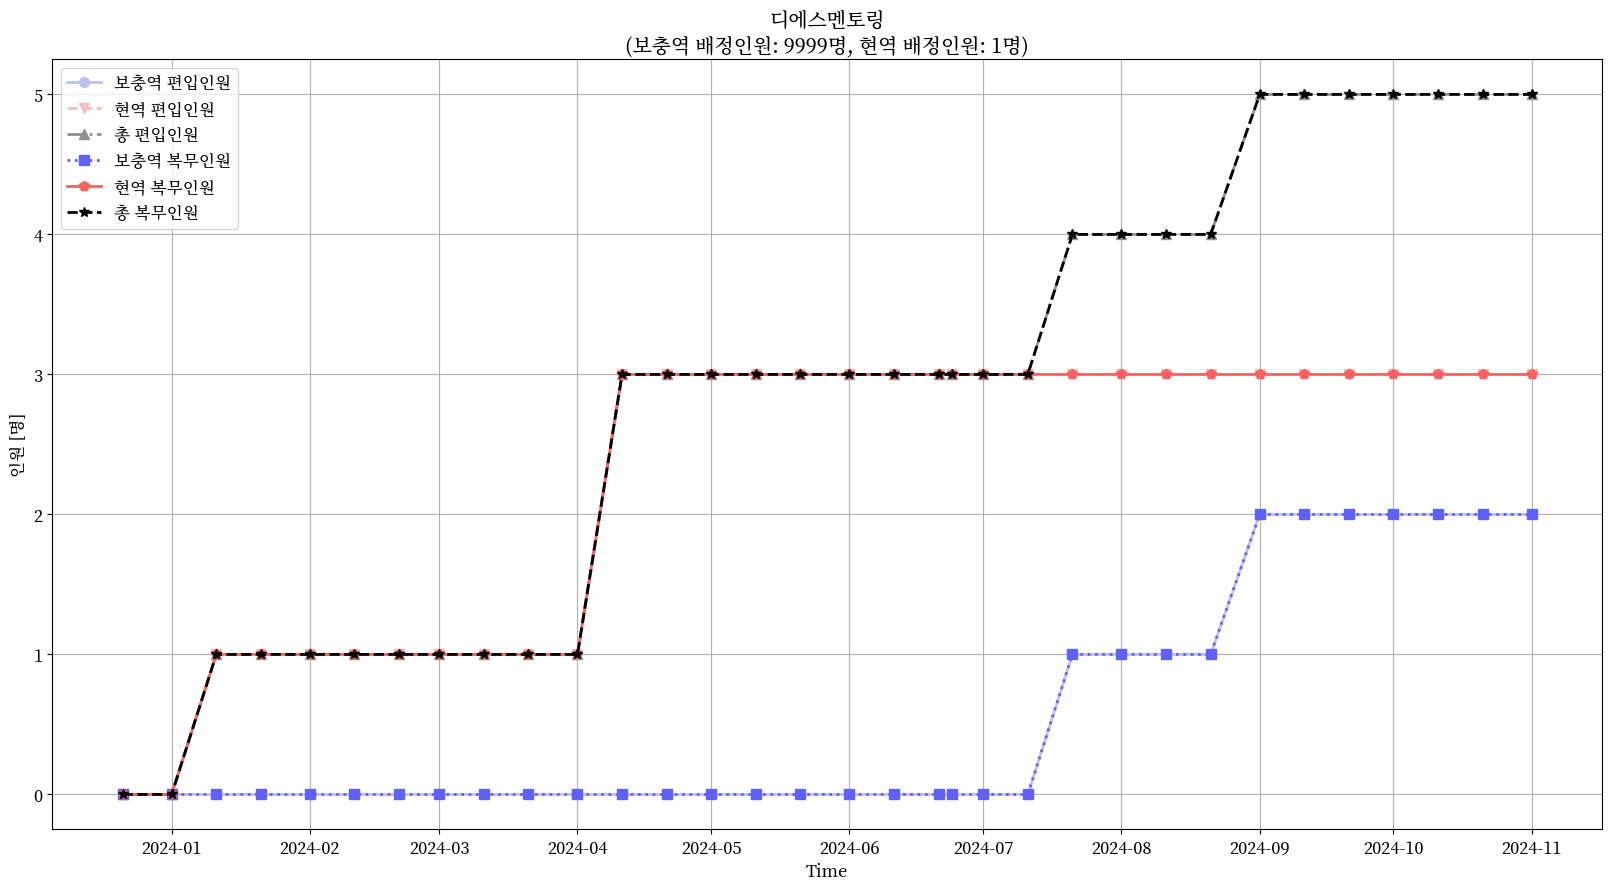 디에스멘토링
(보충역 배정인원: 9999명, 현역 배정인원: 1명)
보충역 편입인원
현역 편입인원
총 편입인원
보충역 복무인원
현역 복무인원
총 복무인원
인원 [명]
5
4
3
2
1
0
2024-01
2024-02
2024-03
2024-04
2024-05
2024-06
2024-07
2024-08
2024-09
2024-10
2024-11
Time